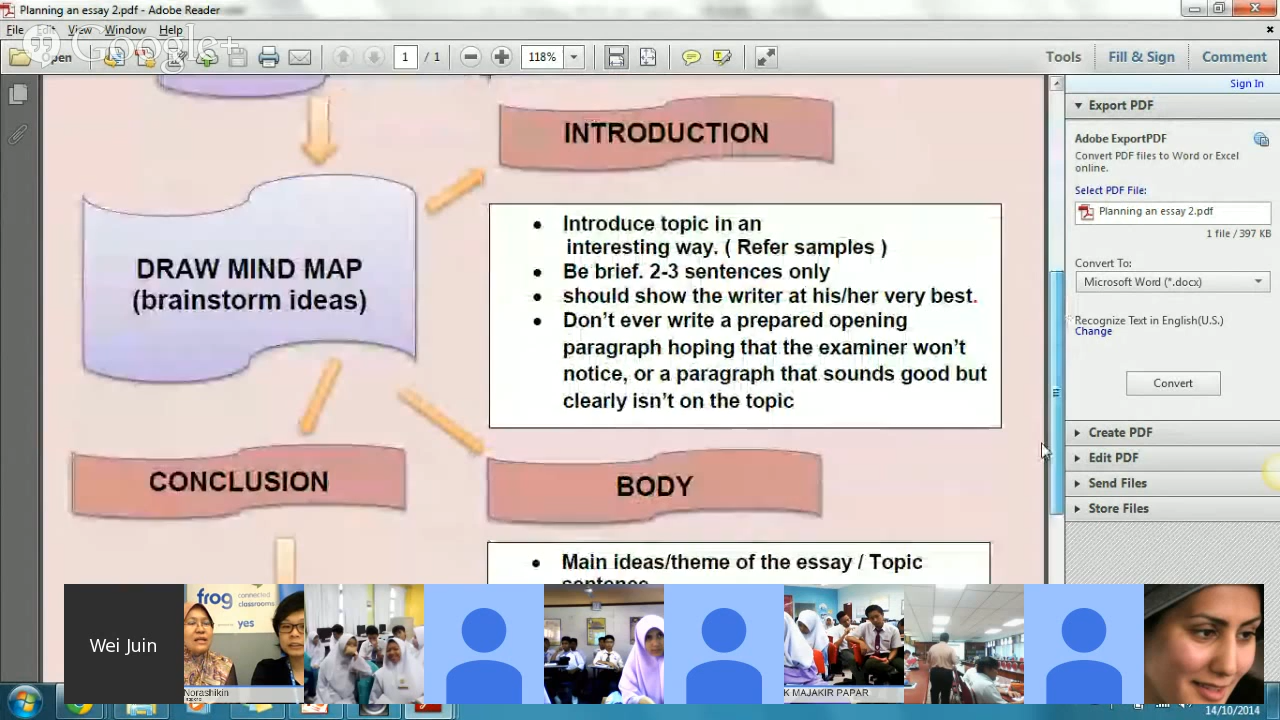 Planning an essay 2.pdf - Adobe Reader
File Edit View Window Help
Google+
Open
1 / 1
118%
Tools
Fill & Sign
Comment
Sign In
INTRODUCTION
• Introduce topic in an
interesting way. ( Refer samples )
• Be brief. 2-3 sentences only
• should show the writer at his/her very best.
• Don't ever write a prepared opening
paragraph hoping that the examiner won't
notice, or a paragraph that sounds good but
clearly isn't on the topic
DRAW MIND MAP
(brainstorm ideas)
CONCLUSION
BODY
• Main ideas/theme of the essay / Topic
sentence
Export PDF
Adobe ExportPDF
Convert PDF files to Word or Excel
online.
Select PDF File:
Planning an essay 2.pdf
1 file / 397 KB
Convert To:
Microsoft Word (*.docx)
Recognize Text in English(U.S.)
Change
Convert
Create PDF
Edit PDF
Send Files
Store Files
Wei Juin
frog connected
classrooms
yes
Norashikin
K MAJAKIR PAPAR
14/10/2014